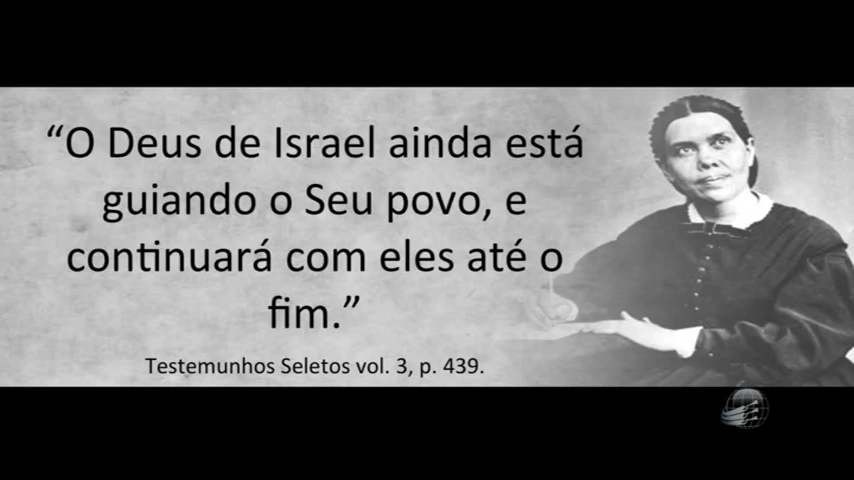 “O Deus de Israel ainda está
guiando o Seu povo, e
continuará com eles até o
fim.”
Testemunhos Seletos vol. 3, p. 439.